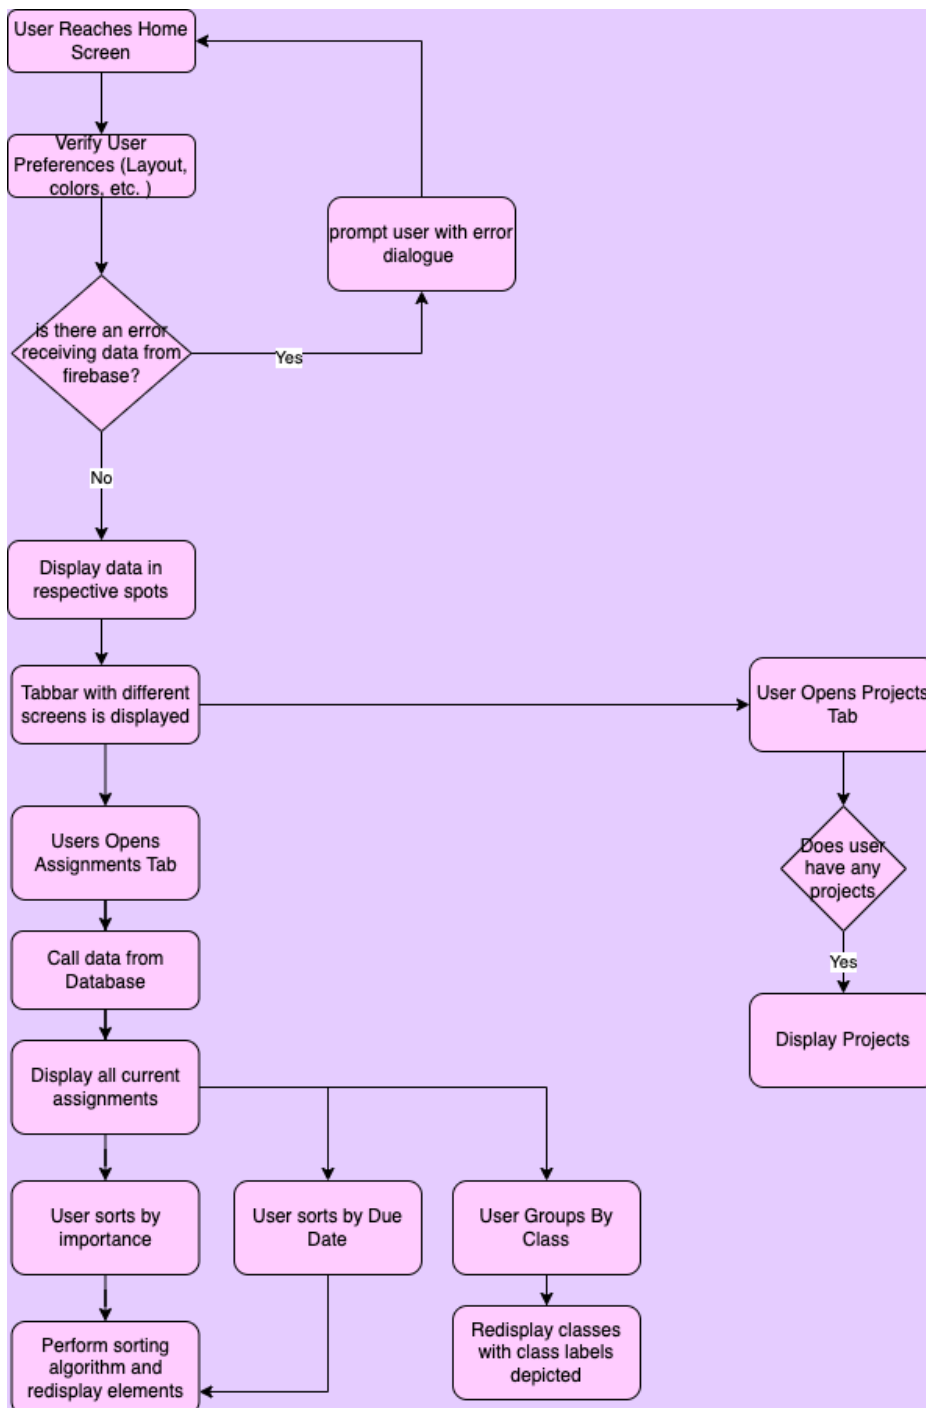 User Reaches Home
Screen
Verify User
Preferences (Layout,
colors, etc. )
prompt user with error
dialogue
is there an error
receiving data from
firebase?
Yes
No
Display data in
respective spots
Tabbar with different
screens is displayed
User Opens Projects
Tab
Users Opens
Assignments Tab
Does user
have any
projects
Call data from
Database
Yes
Display Projects
Display all current
assignments
User sorts by
importance
User sorts by Due
Date
User Groups By
Class
Perform sorting
algorithm and
redisplay elements
Redisplay classes
with class labels
depicted